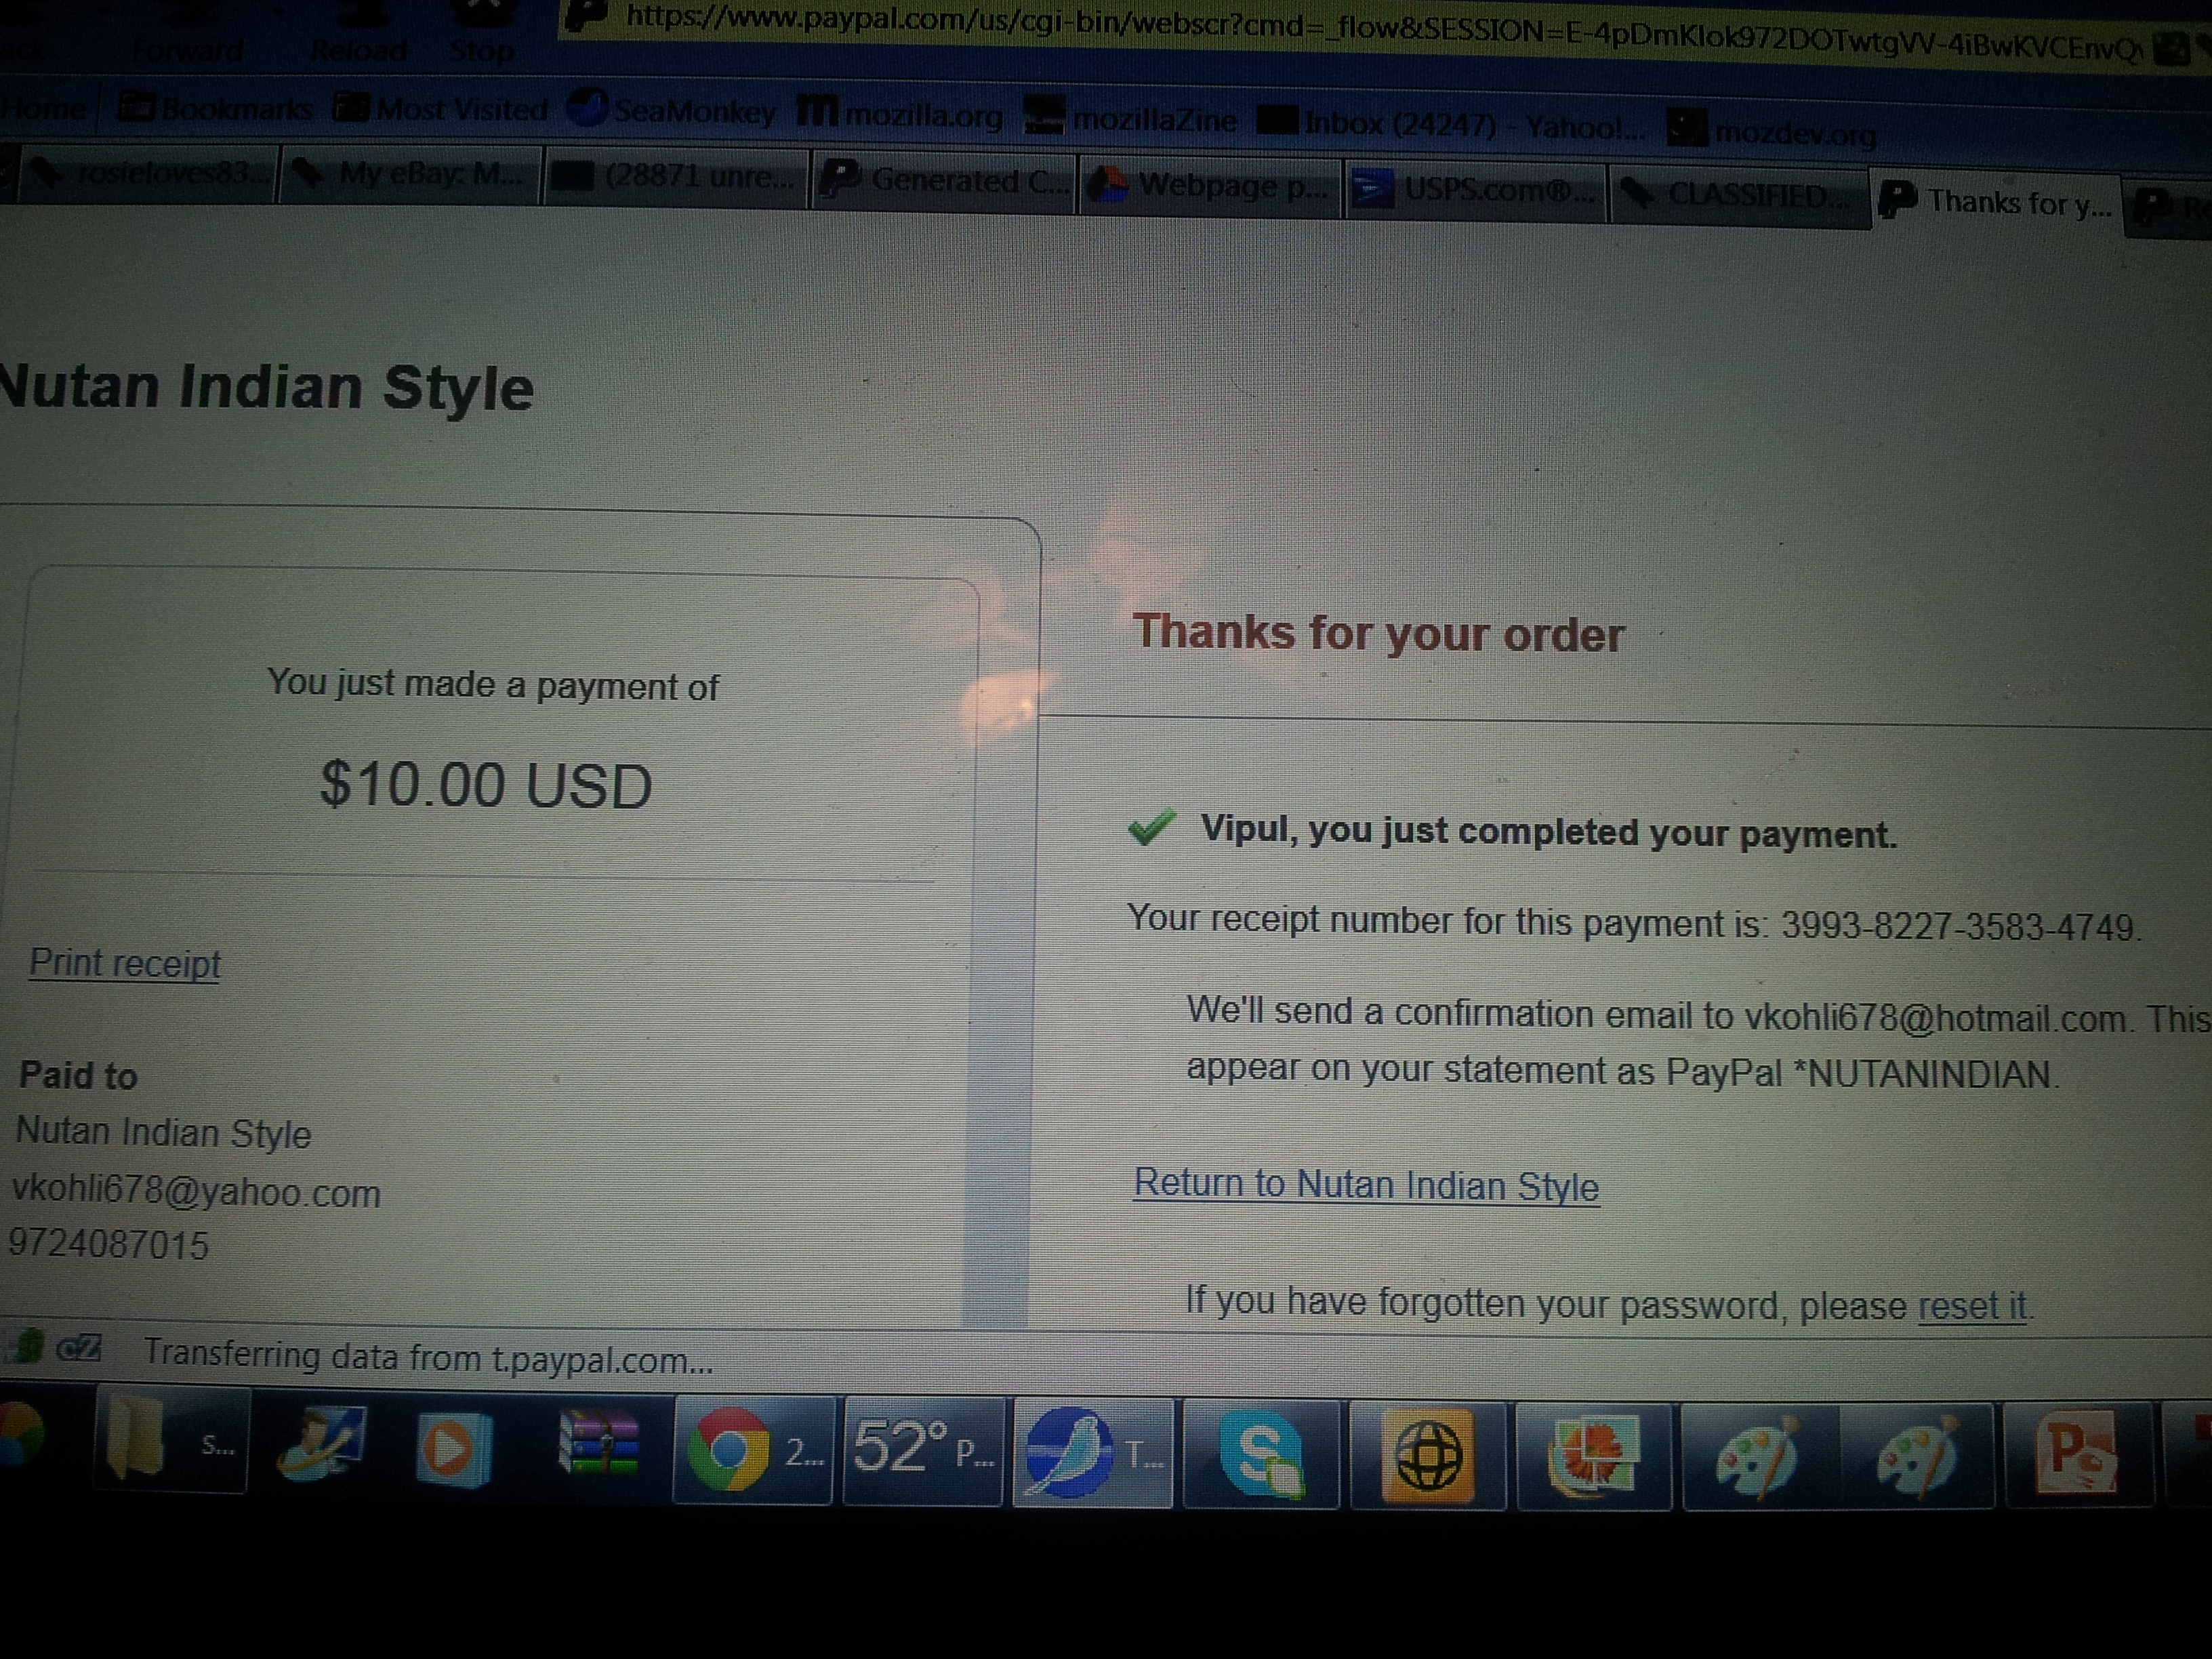 https://www.paypal.com/us/cgi-bin/webscr?cmd=_flow&SESSION=E-4pDmKlok972DOTwtgVV-4iBwKVCEnvQ
Forward Reload Stop
Home Bookmarks Most Visited SeaMonkey mozilla.org mozillaZine Inbox (24247) - Yahoo!... mozdev.org
rosieloves83... My eBay: M... (28871 unre... Generated C... Webpage p... USPS.com®... CLASSIFIED... Thanks for y...
Nutan Indian Style
You just made a payment of
$10.00 USD
Print receipt
Paid to
Nutan Indian Style
vkohli678@yahoo.com
9724087015
Thanks for your order
Vipul, you just completed your payment.
Your receipt number for this payment is: 3993-8227-3583-4749.
We'll send a confirmation email to vkohli678@hotmail.com. This
appear on your statement as PayPal *NUTANINDIAN.
Return to Nutan Indian Style
If you have forgotten your password, please reset it.
cZ Transferring data from t.paypal.com...
S... 2... 52° P... T... S P